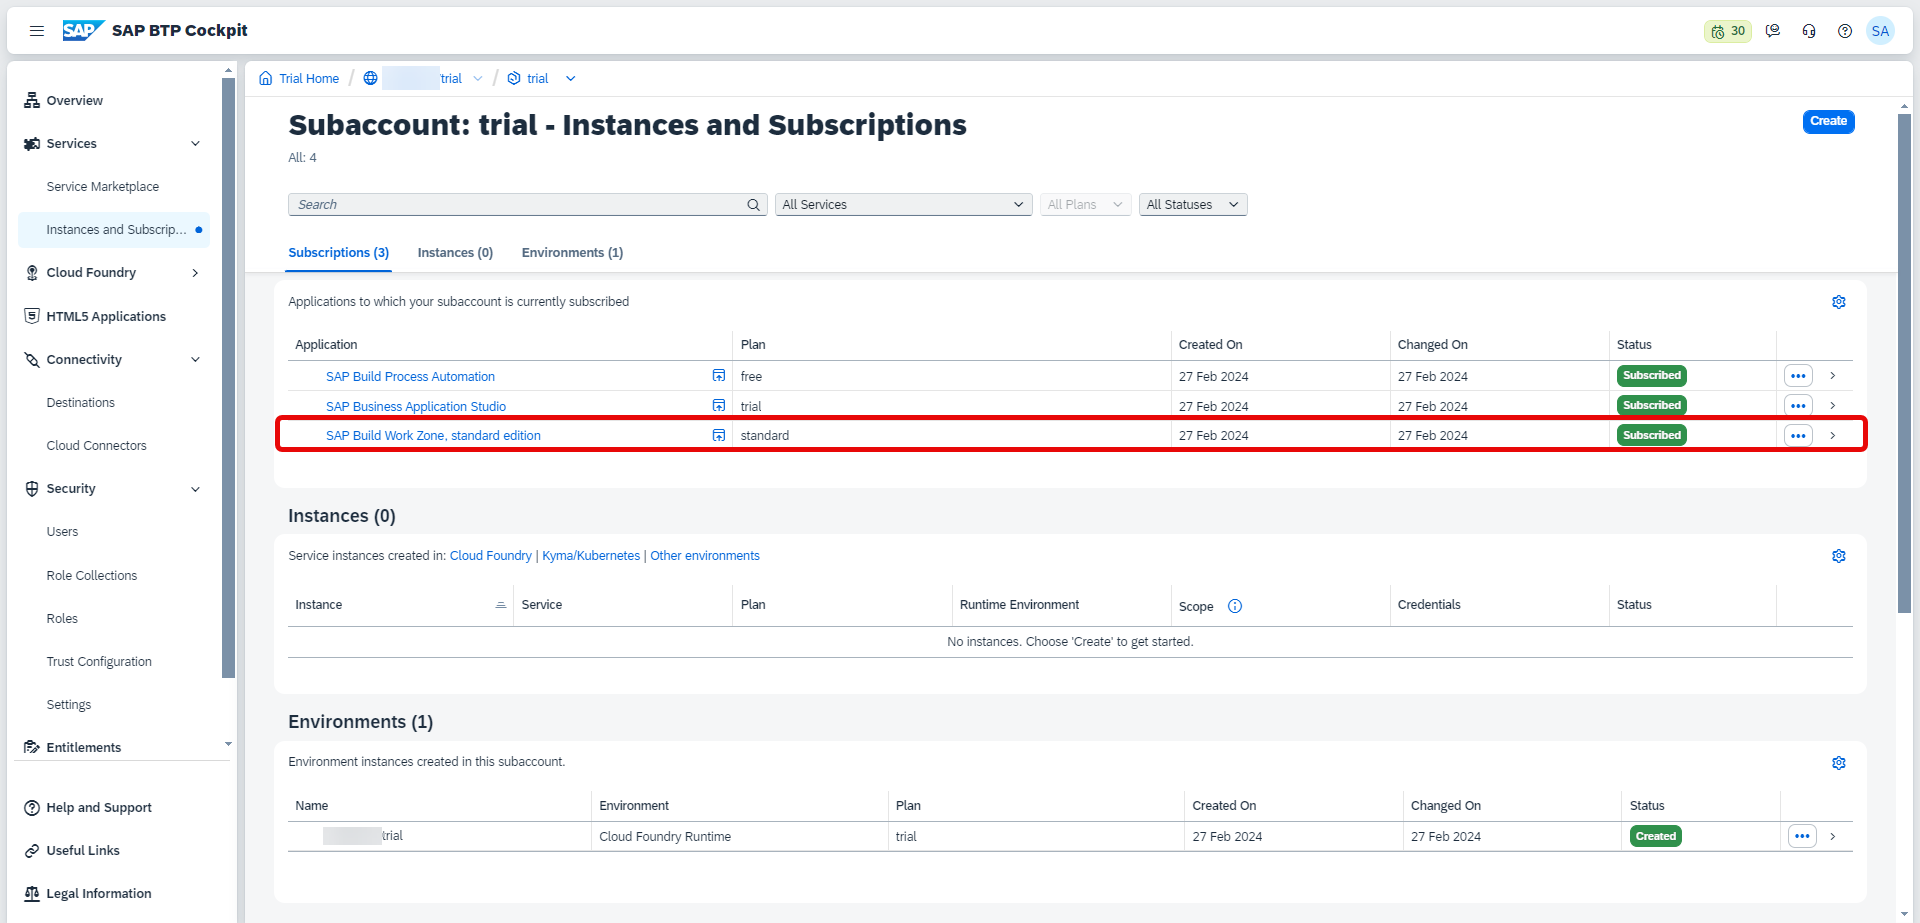 SAP SAP BTP Cockpit 30 SA
Trial Home / trial / trial
Overview
Services
Service Marketplace
Instances and Subscrip...
Cloud Foundry
HTML5 Applications
Connectivity
Destinations
Cloud Connectors
Security
Users
Role Collections
Roles
Trust Configuration
Settings
Entitlements
Help and Support
Useful Links
Legal Information
Subaccount: trial - Instances and Subscriptions
Create
All: 4
Search All Services All Plans All Statuses
Subscriptions (3) Instances (0) Environments (1)
Applications to which your subaccount is currently subscribed
Application Plan Created On Changed On Status
SAP Build Process Automation free 27 Feb 2024 27 Feb 2024 Subscribed
SAP Business Application Studio trial 27 Feb 2024 27 Feb 2024 Subscribed
SAP Build Work Zone, standard edition standard 27 Feb 2024 27 Feb 2024 Subscribed
Instances (0)
Service instances created in: Cloud Foundry | Kyma/Kubernetes | Other environments
Instance Service Plan Runtime Environment Scope Credentials Status
No instances. Choose 'Create' to get started.
Environments (1)
Environment instances created in this subaccount.
Name Environment Plan Created On Changed On Status
trial Cloud Foundry Runtime trial 27 Feb 2024 27 Feb 2024 Created